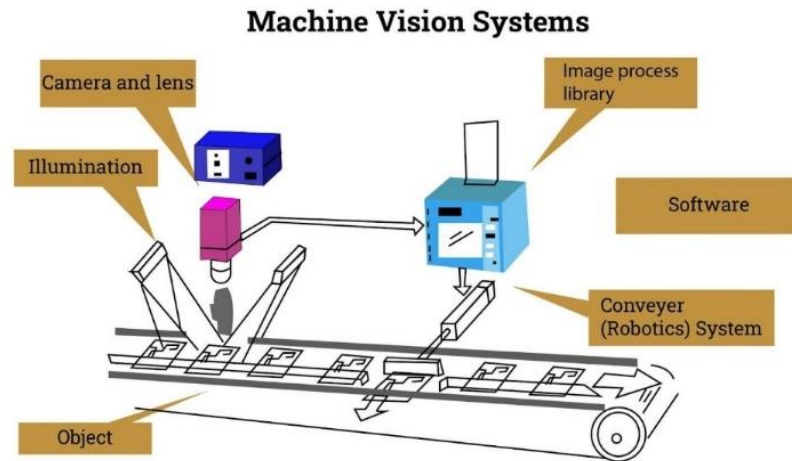 Machine Vision Systems
Camera and lens
Image process
library
Illumination
Software
Conveyer
(Robotics) System
Object